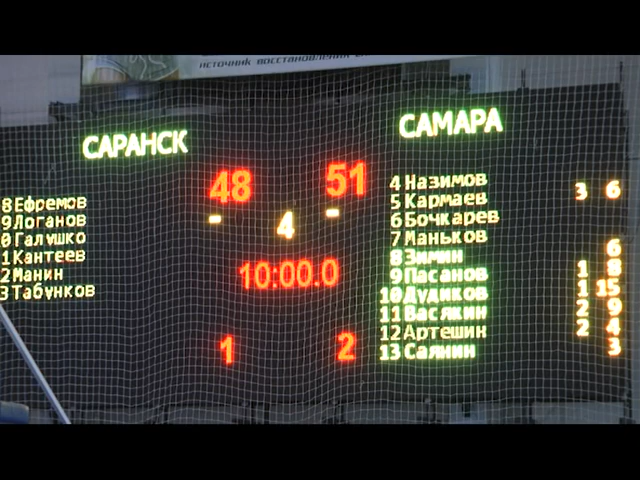 источник восстановления
САРАНСК
САМАРА
48 51
- 4 -
10:00.0
1 2
8 Ефремов
9 Логанов
0 Галушко
1 Кантеев
2 Манин
3 Табунков
4 Назимов 3 6
5 Кармаев
6 Бочкарев
7 Маньков
8 Зимин 6
9 Пасанов 1 8
10 Дудиков 1 15
11 Васякин 2 9
12 Артешин 2 4
13 Саянин 3